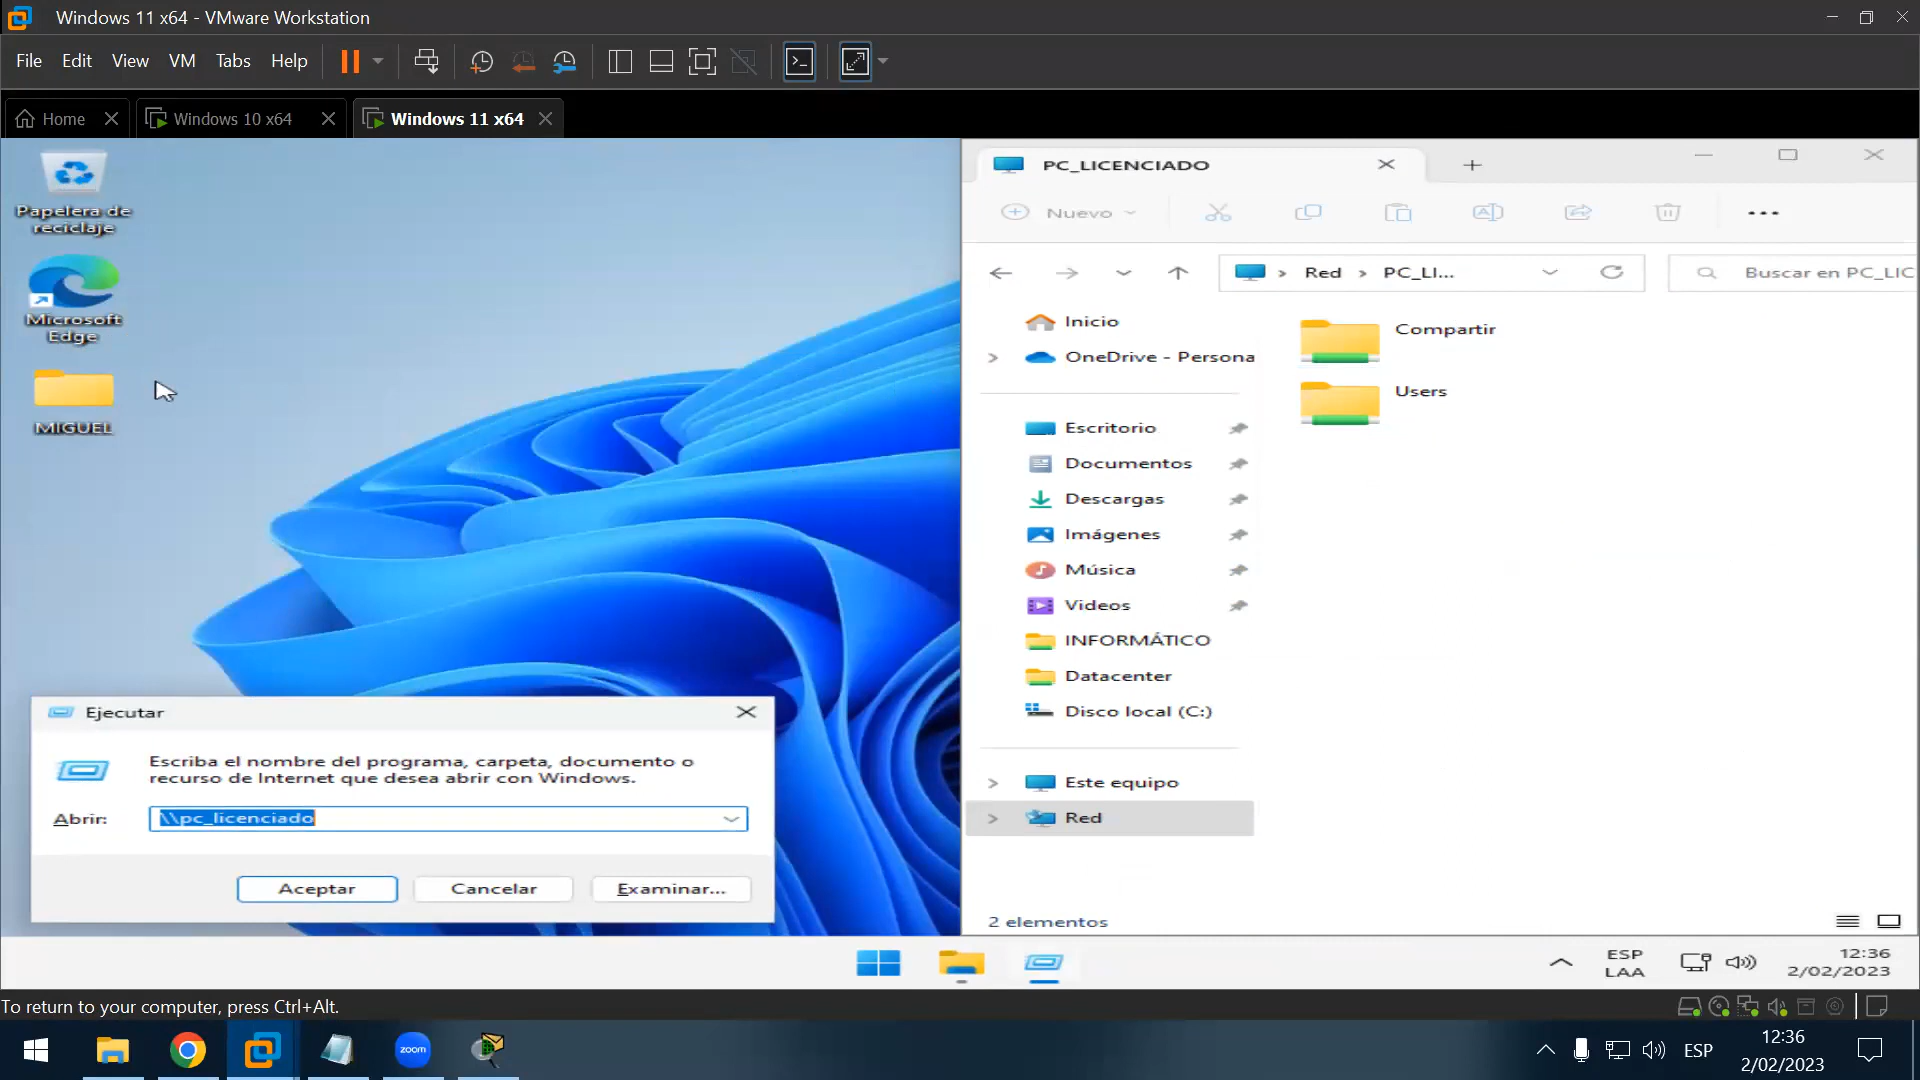 Windows 11 x64 - VMware Workstation
File Edit View VM Tabs Help
Home
Windows 10 x64
Windows 11 x64
Papelera de
reciclaje
Microsoft
Edge
MIGUEL
PC_LICENCIADO
Nuevo
Red
PC_LI...
Buscar en PC_LIC
Inicio
OneDrive - Persona
Escritorio
Documentos
Descargas
Imágenes
Música
Videos
INFORMÁTICO
Datacenter
Disco local (C:)
Este equipo
Red
Compartir
Users
2 elementos
Ejecutar
Escriba el nombre del programa, carpeta, documento o
recurso de Internet que desea abrir con Windows.
Abrir:
\\pc_licenciado
Aceptar
Cancelar
Examinar...
ESP
LAA
12:36
2/02/2023
To return to your computer, press Ctrl+Alt.
zoom
ESP
12:36
2/02/2023